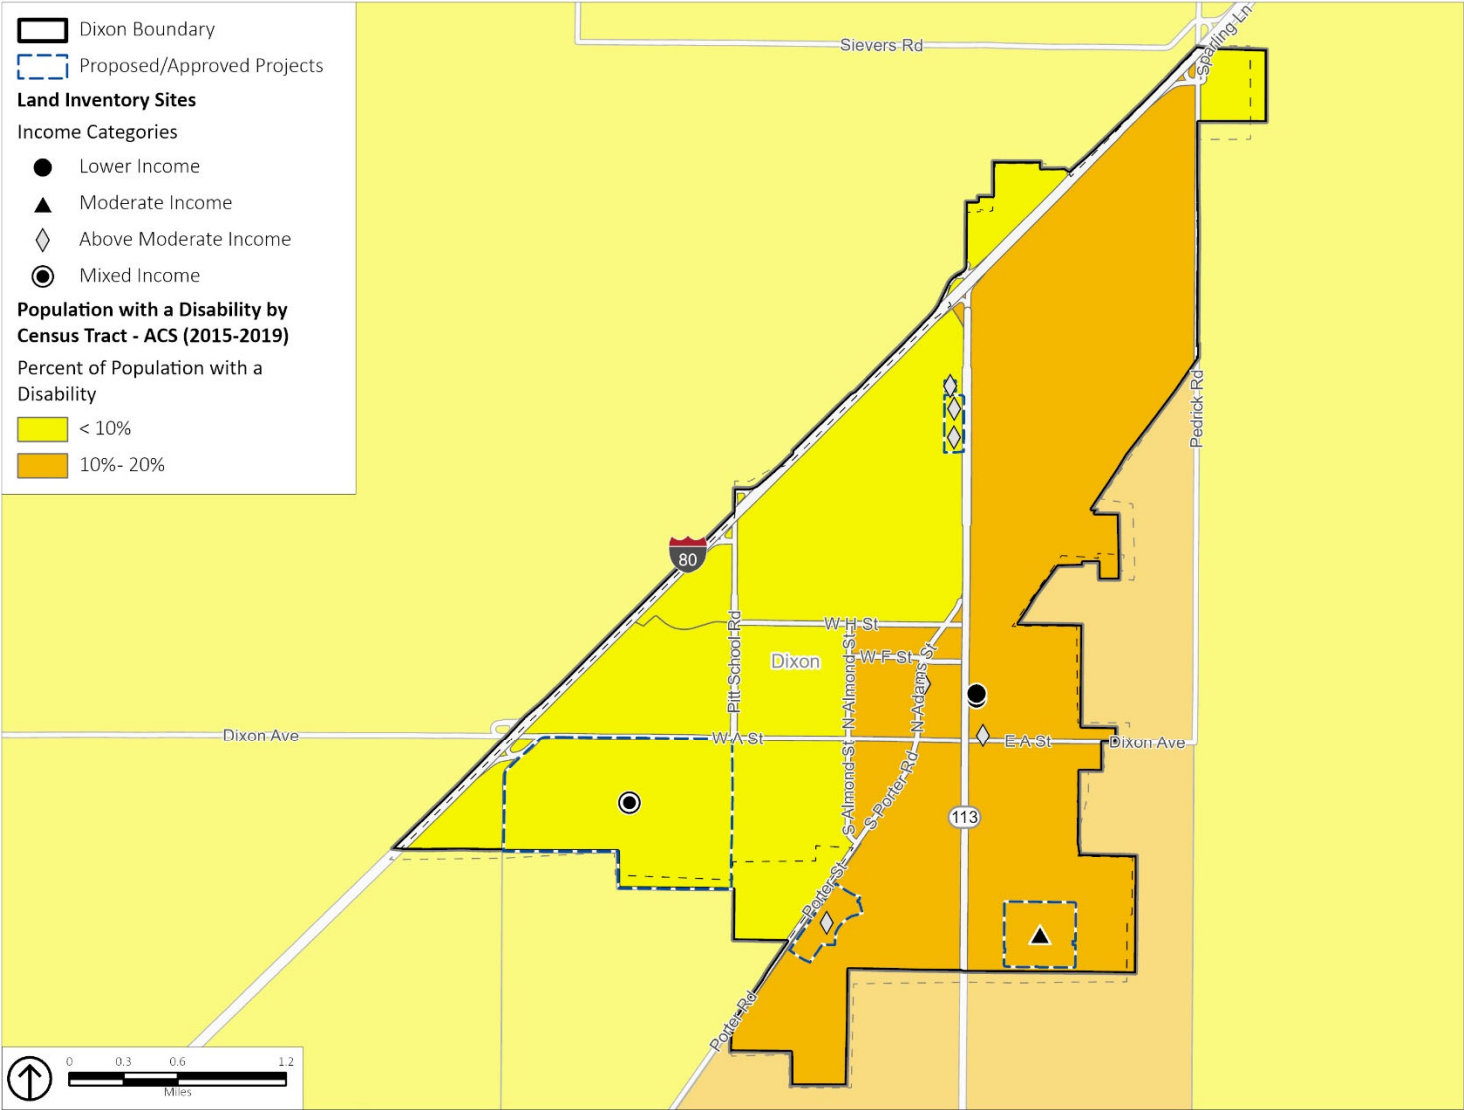 Dixon Boundary
Proposed/Approved Projects
Land Inventory Sites
Income Categories
Lower Income
Moderate Income
Above Moderate Income
Mixed Income
Population with a Disability by
Census Tract - ACS (2015-2019)
Percent of Population with a
Disability
< 10%
10%- 20%
Sievers Rd
Sparling Ln
Pedrick Rd
80
Pitt School Rd
W H St
Dixon
N Almond St
W F St
N Adams St
Dixon Ave
W A St
E A St
Dixon Ave
S Almond St
S Porter Rd
113
Porter St
Porter Rd
0 0.3 0.6 1.2
Miles